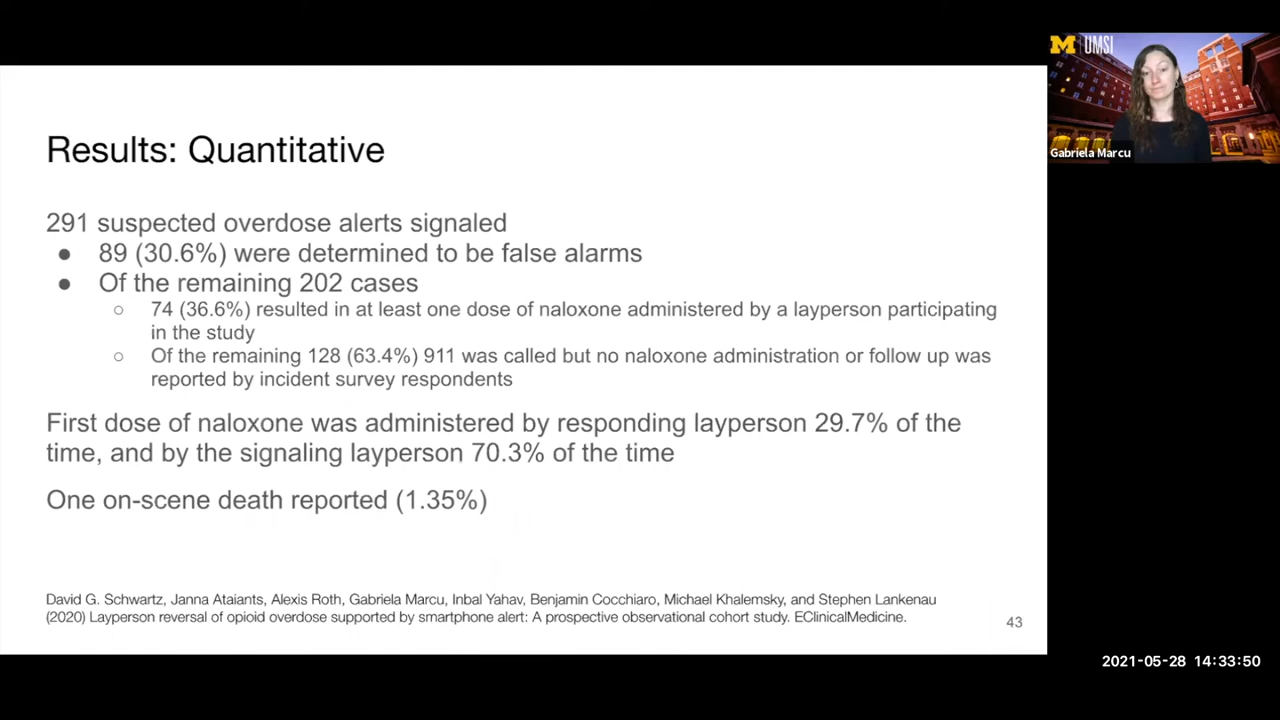 M | UMSI
Gabriela Marcu
Results: Quantitative
291 suspected overdose alerts signaled
● 89 (30.6%) were determined to be false alarms
● Of the remaining 202 cases
○ 74 (36.6%) resulted in at least one dose of naloxone administered by a layperson participating
in the study
○ Of the remaining 128 (63.4%) 911 was called but no naloxone administration or follow up was
reported by incident survey respondents
First dose of naloxone was administered by responding layperson 29.7% of the
time, and by the signaling layperson 70.3% of the time
One on-scene death reported (1.35%)
David G. Schwartz, Janna Ataiants, Alexis Roth, Gabriela Marcu, Inbal Yahav, Benjamin Cocchiaro, Michael Khalemsky, and Stephen Lankenau
(2020) Layperson reversal of opioid overdose supported by smartphone alert: A prospective observational cohort study. EClinicalMedicine.
43
2021-05-28 14:33:50